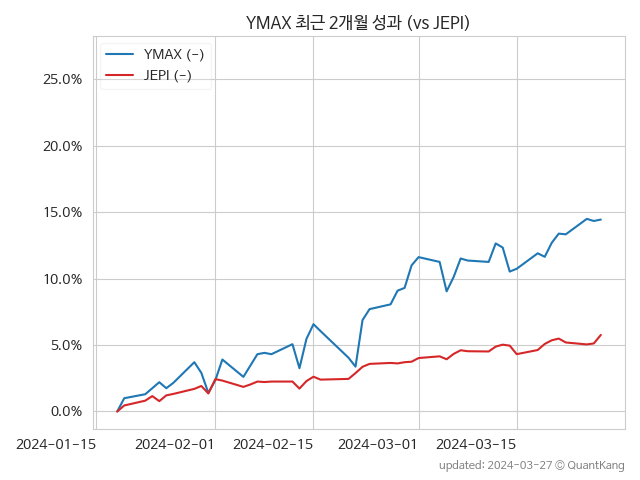 YMAX 최근 2개월 성과 (vs JEPI)
YMAX (-)
JEPI (-)
25.0%
20.0%
15.0%
10.0%
5.0%
0.0%
2024-01-15 2024-02-01 2024-02-15 2024-03-01 2024-03-15
updated: 2024-03-27 © QuantKang